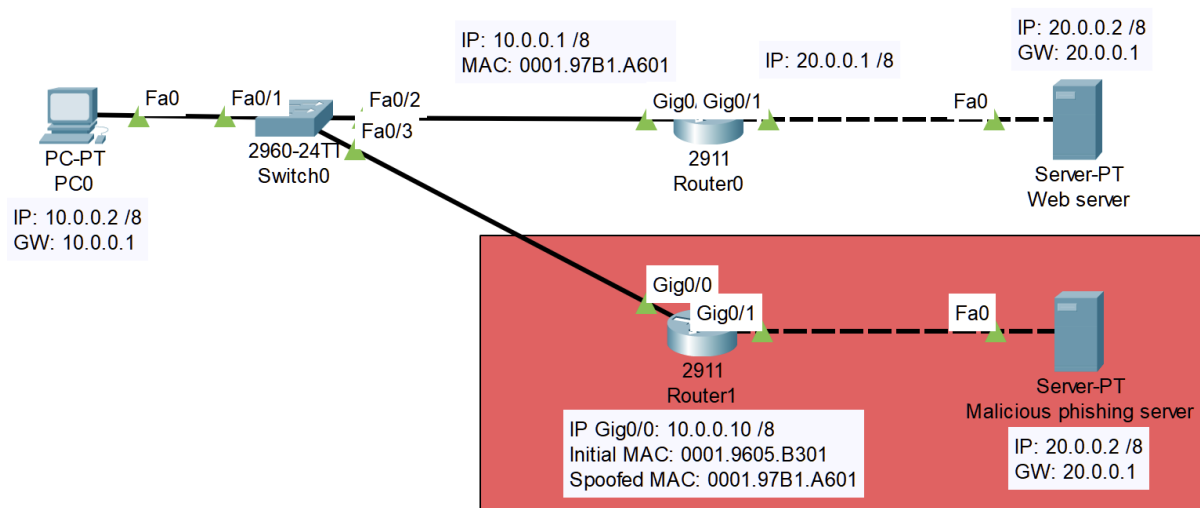 IP: 10.0.0.1 /8
MAC: 0001.97B1.A601
IP: 20.0.0.1 /8
IP: 20.0.0.2 /8
GW: 20.0.0.1
Fa0
Fa0/1
Fa0/2
Fa0/3
Gig0/
Gig0/1
Fa0
PC-PT
PC0
IP: 10.0.0.2 /8
GW: 10.0.0.1
2960-24TT
Switch0
2911
Router0
Server-PT
Web server
Gig0/0
Gig0/1
Fa0
2911
Router1
IP Gig0/0: 10.0.0.10 /8
Initial MAC: 0001.9605.B301
Spoofed MAC: 0001.97B1.A601
Server-PT
Malicious phishing server
IP: 20.0.0.2 /8
GW: 20.0.0.1